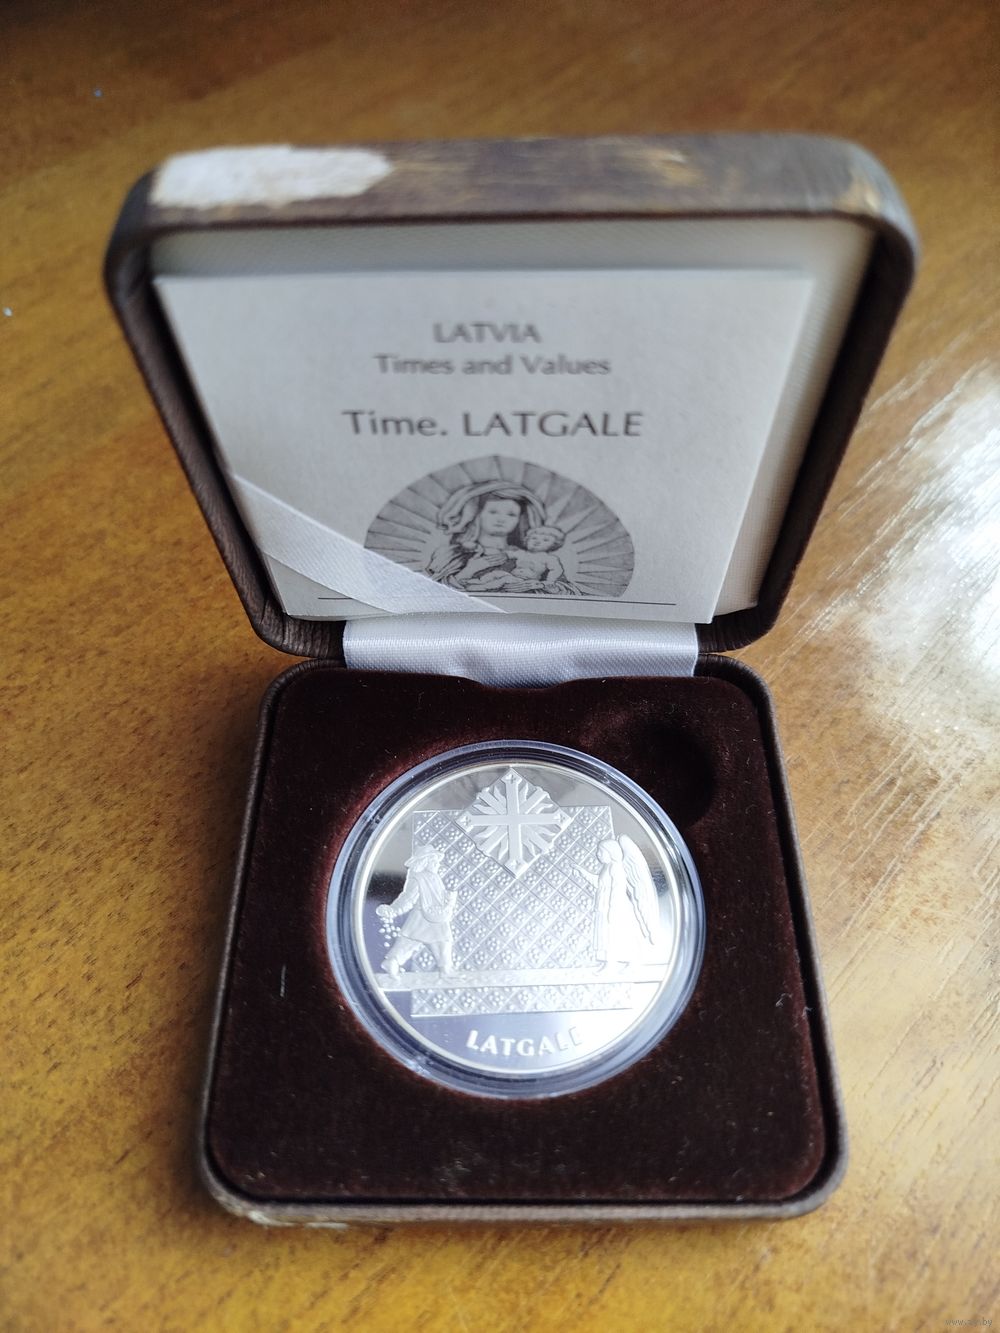 LATVIA
Times and Values
Time. LATGALE
LATGALE